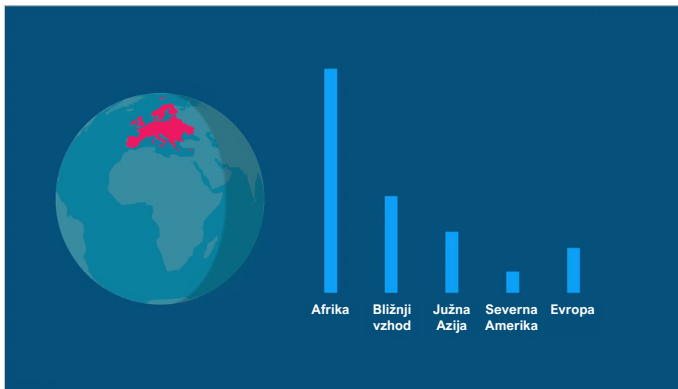 Afrika
Bližnji
vzhod
Južna
Azija
Severna
Amerika
Evropa